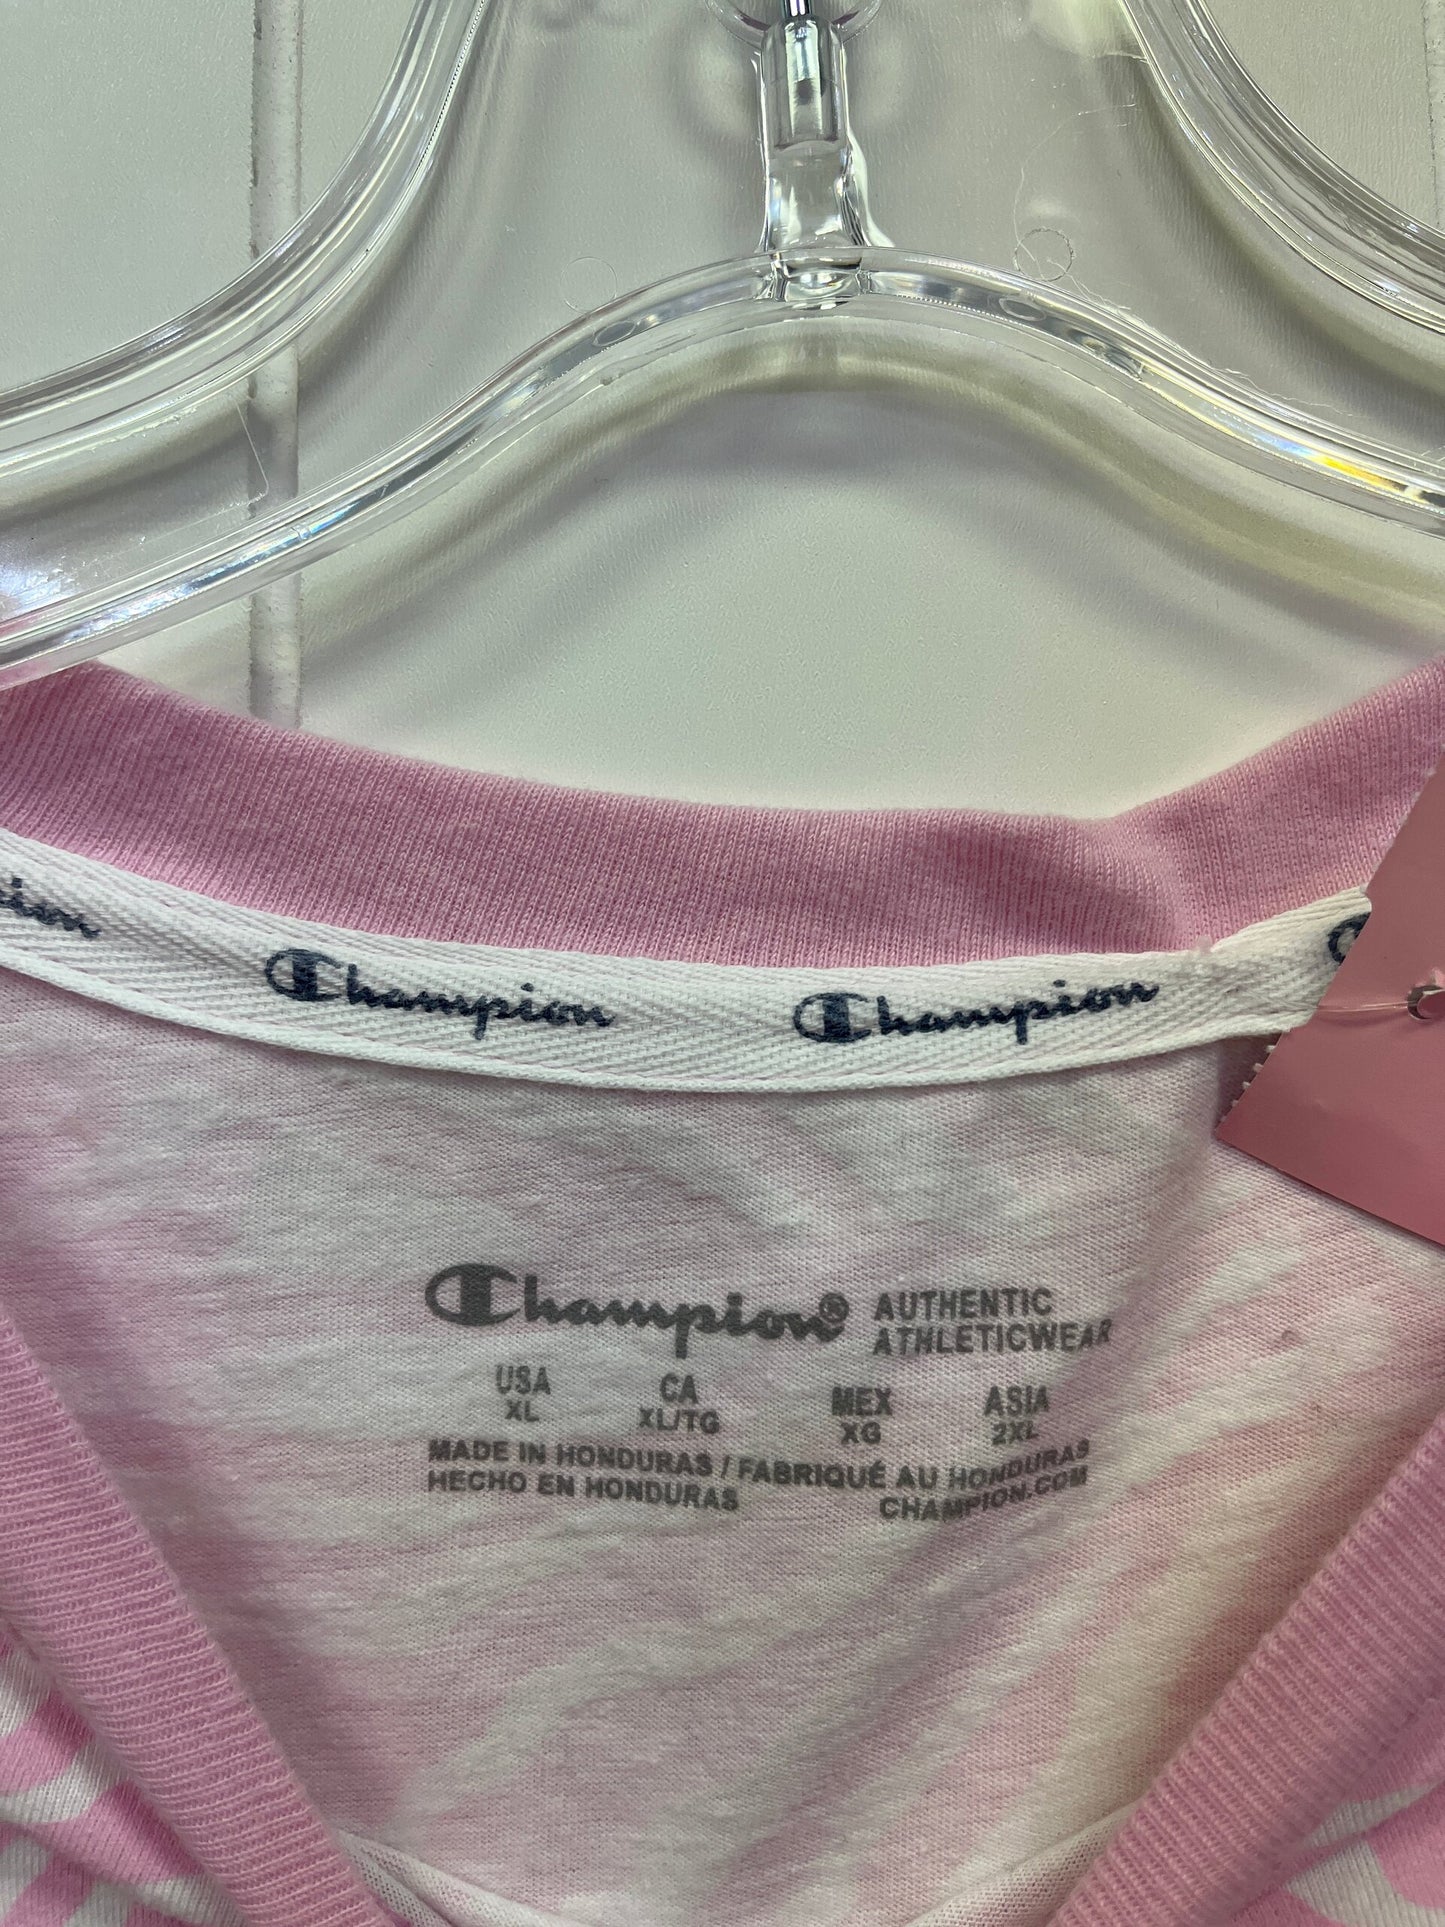 pion Champion Champion C
Champion® AUTHENTIC
ATHLETICWEAR
USA CA MEX ASIA
XL XL/TG XG 2XL
MADE IN HONDURAS / FABRIQUÉ AU HONDURAS
HECHO EN HONDURAS CHAMPION.COM